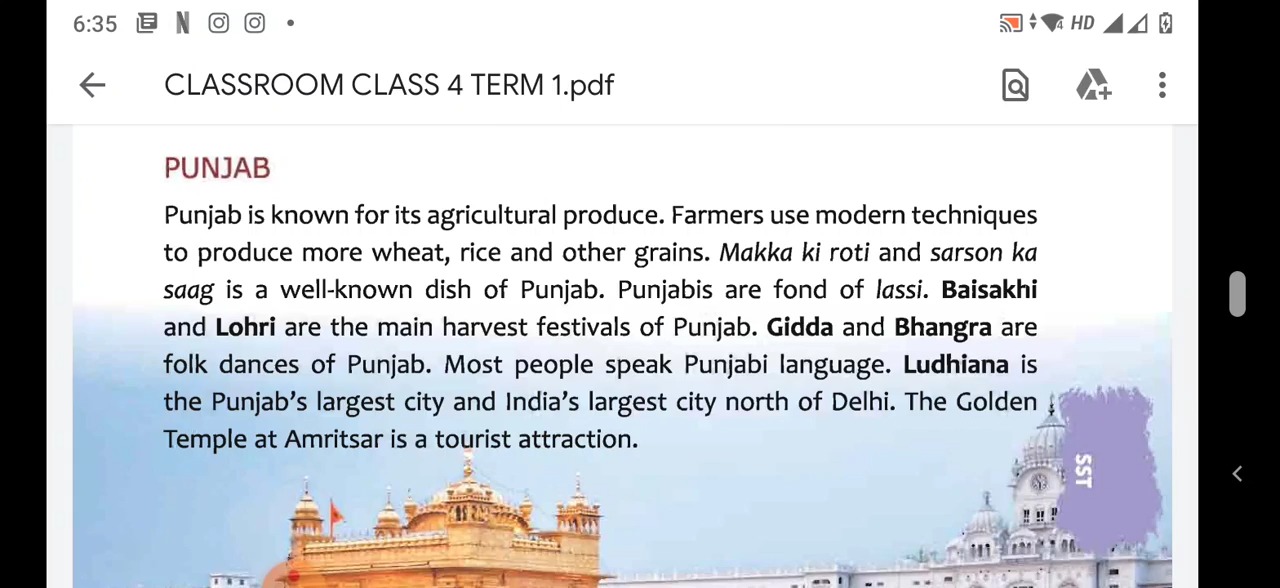 6:35 HD
CLASSROOM CLASS 4 TERM 1.pdf
PUNJAB
Punjab is known for its agricultural produce. Farmers use modern techniques
to produce more wheat, rice and other grains. Makka ki roti and sarson ka
saag is a well-known dish of Punjab. Punjabis are fond of lassi. Baisakhi
and Lohri are the main harvest festivals of Punjab. Gidda and Bhangra are
folk dances of Punjab. Most people speak Punjabi language. Ludhiana is
the Punjab’s largest city and India’s largest city north of Delhi. The Golden
Temple at Amritsar is a tourist attraction.
SST